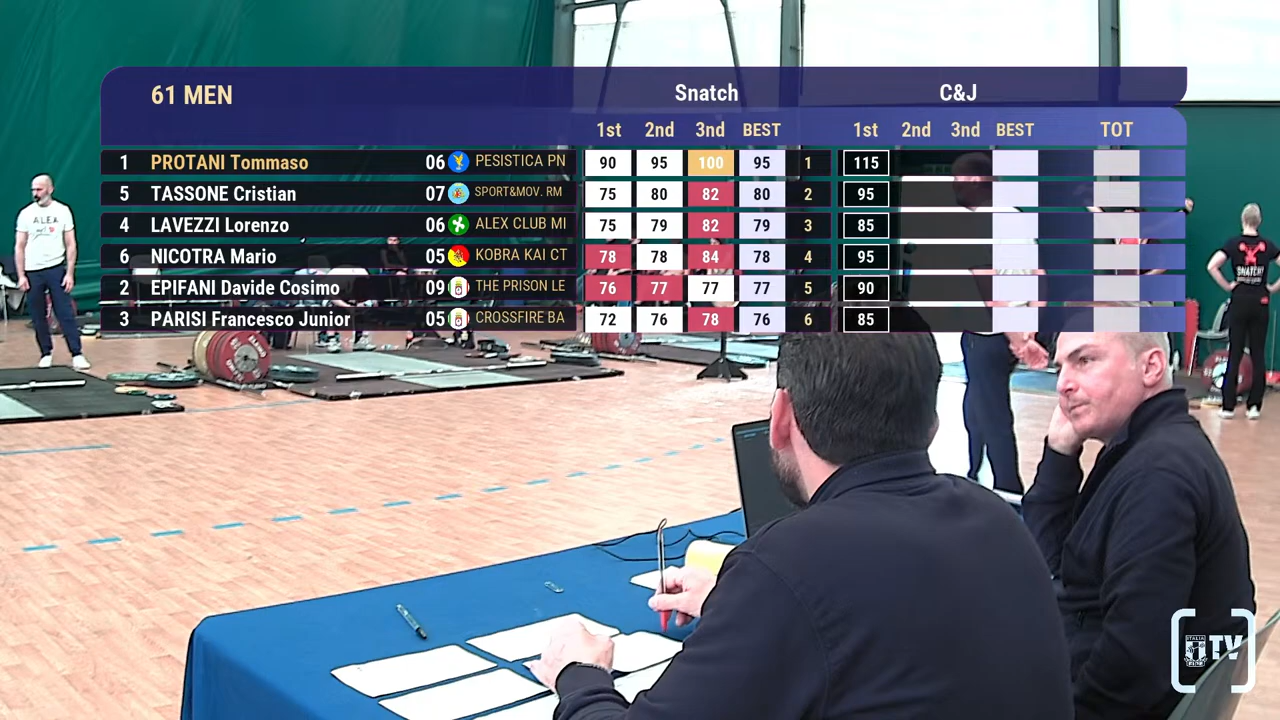 61 MEN Snatch C&J
1st 2nd 3nd BEST 1st 2nd 3nd BEST TOT
1 PROTANI Tommaso 06 PESISTICA PN 90 95 100 95 1 115
5 TASSONE Cristian 07 SPORT&MOV. RM 75 80 82 80 2 95
4 LAVEZZI Lorenzo 06 ALEX CLUB MI 75 79 82 79 3 85
6 NICOTRA Mario 05 KOBRA KAI CT 78 78 84 78 4 95
2 EPIFANI Davide Cosimo 09 THE PRISON LE 76 77 77 77 5 90
3 PARISI Francesco Junior 05 CROSSFIRE BA 72 76 78 76 6 85
ALEA
SNATCH
ITALIA
TV